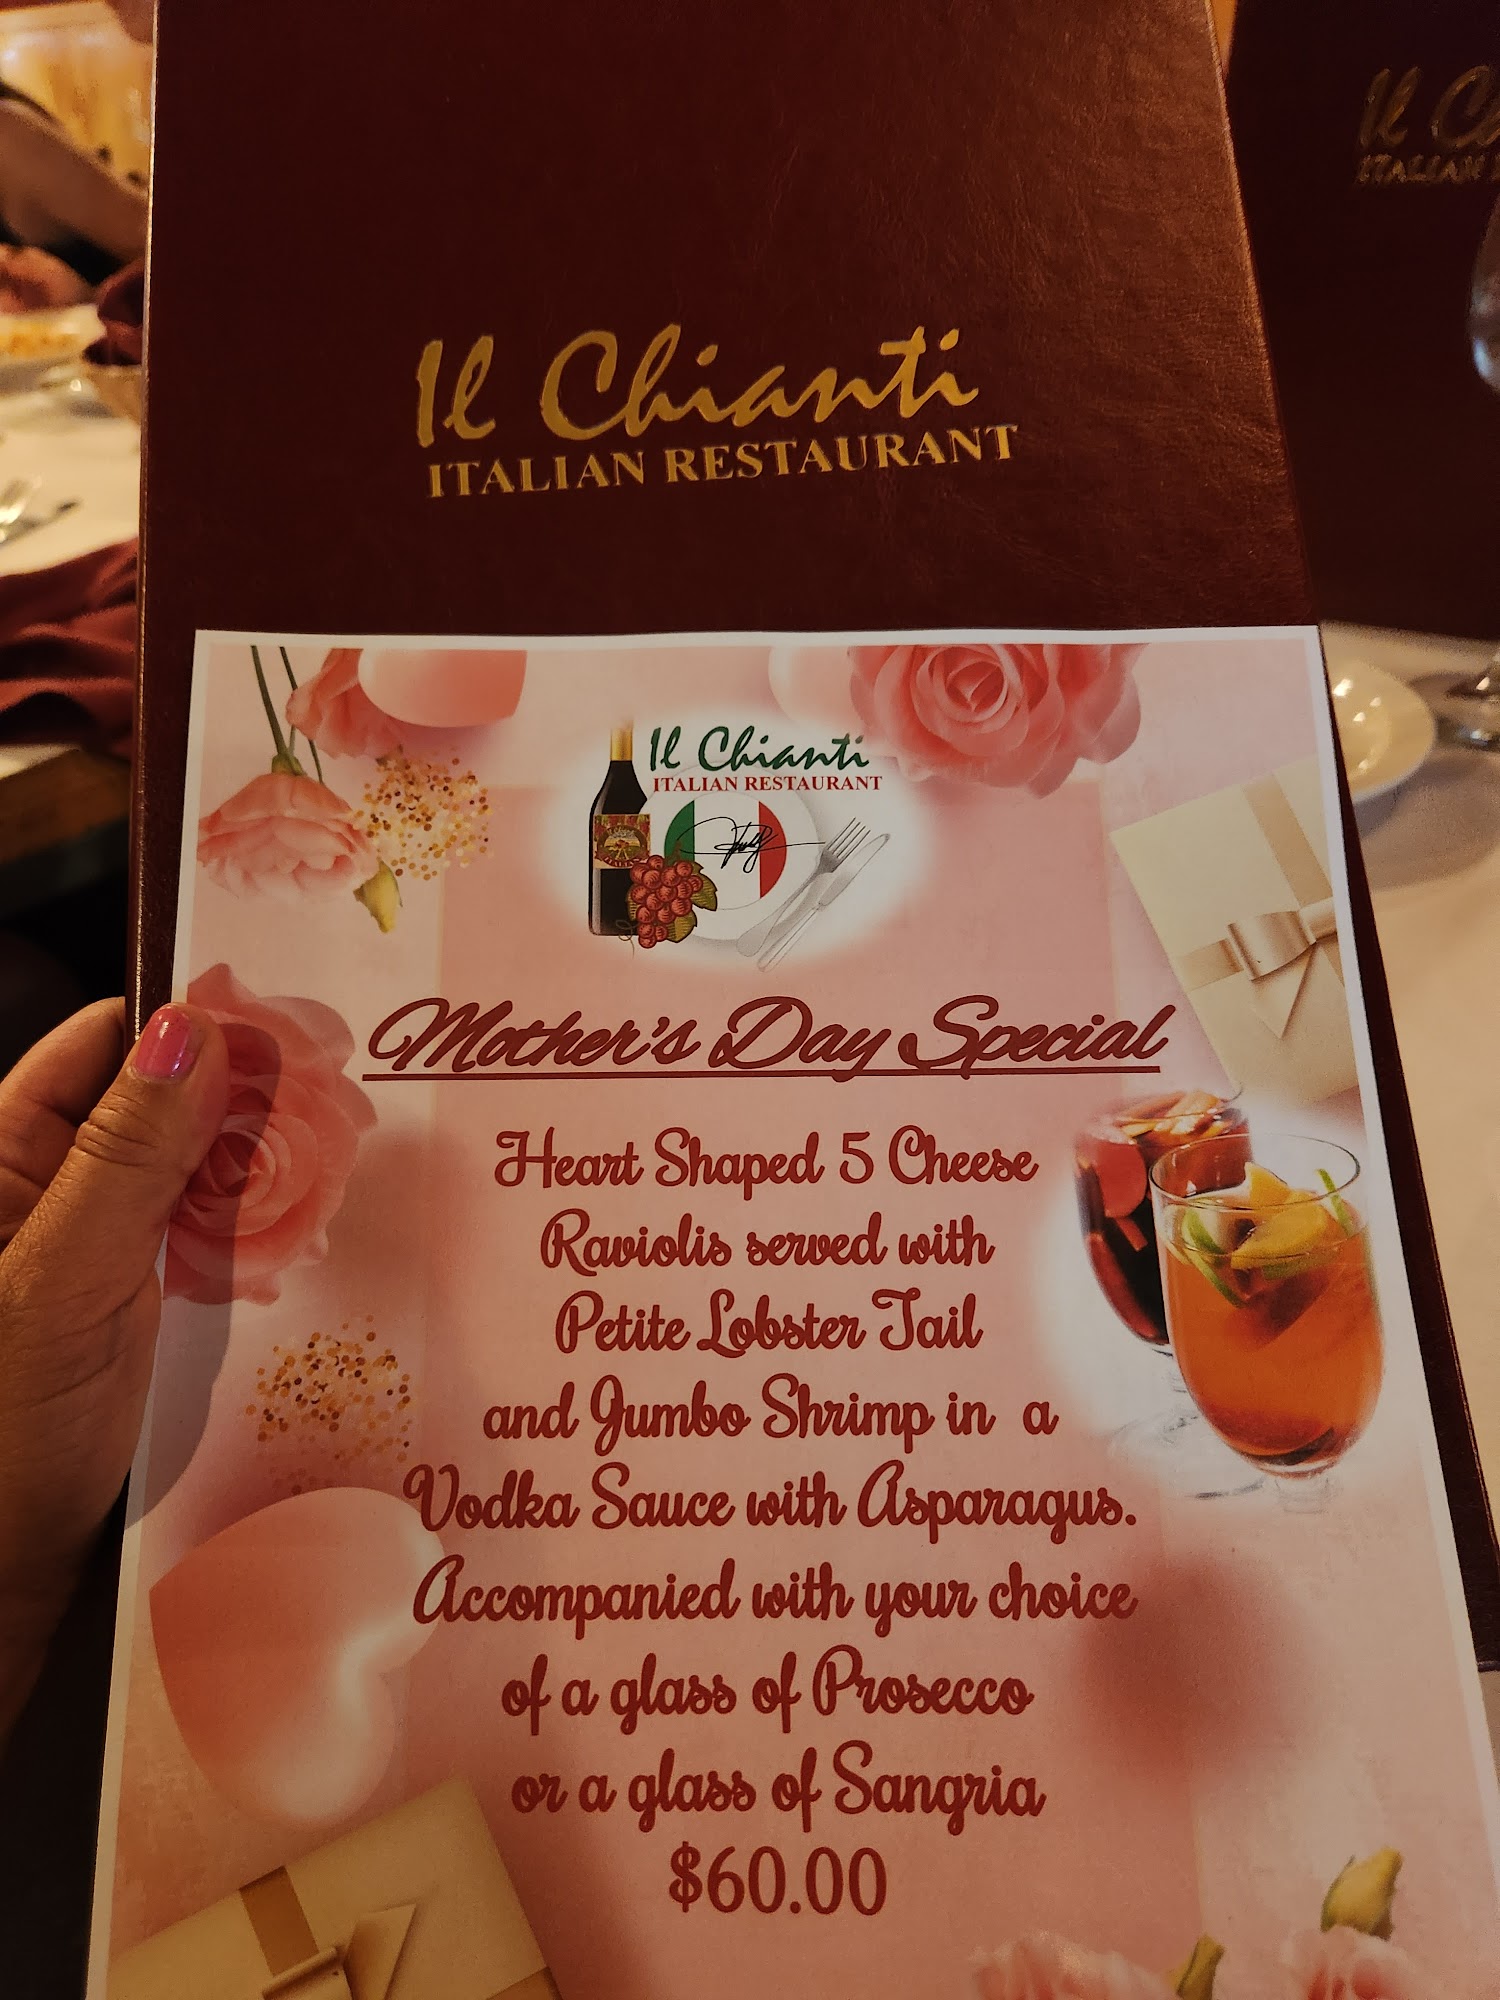 Il Chianti
ITALIAN RESTAURANT
Il
ITALIAN
Il Chianti
ITALIAN RESTAURANT
Mother's Day Special
Heart Shaped 5 Cheese
Raviolis served with
Petite Lobster Tail
and Jumbo Shrimp in a
Vodka Sauce with Asparagus.
Accompanied with your choice
of a glass of Prosecco
or a glass of Sangria
$60.00